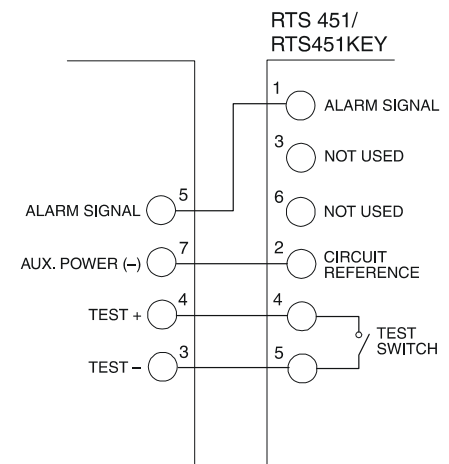 RTS 451/
RTS451KEY
1
ALARM SIGNAL
3
NOT USED
6
NOT USED
5
ALARM SIGNAL
7
AUX. POWER (–)
2
CIRCUIT
REFERENCE
4
TEST +
4
TEST
SWITCH
3
TEST –
5